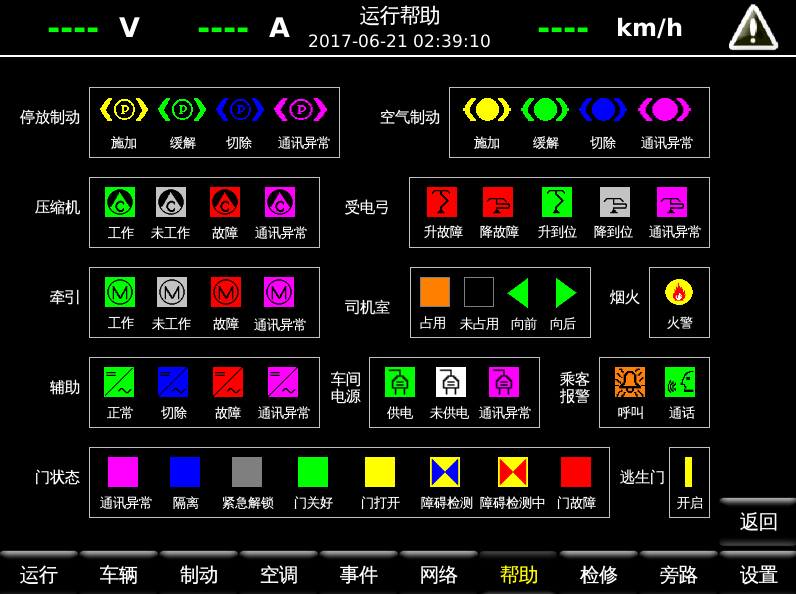 ---- V ---- A 运行帮助 ---- km/h
2017-06-21 02:39:10
停放制动 施加 缓解 切除 通讯异常
空气制动 施加 缓解 切除 通讯异常
压缩机 工作 未工作 故障 通讯异常
受电弓 升故障 降故障 升到位 降到位 通讯异常
牵引 工作 未工作 故障 通讯异常
司机室 占用 未占用 向前 向后
烟火 火警
辅助 正常 切除 故障 通讯异常
车间
电源
供电 未供电 通讯异常
乘客
报警
呼叫 通话
门状态 通讯异常 隔离 紧急解锁 门关好 门打开 障碍检测 障碍检测中 门故障
逃生门 开启
返回
运行 车辆 制动 空调 事件 网络 帮助 检修 旁路 设置